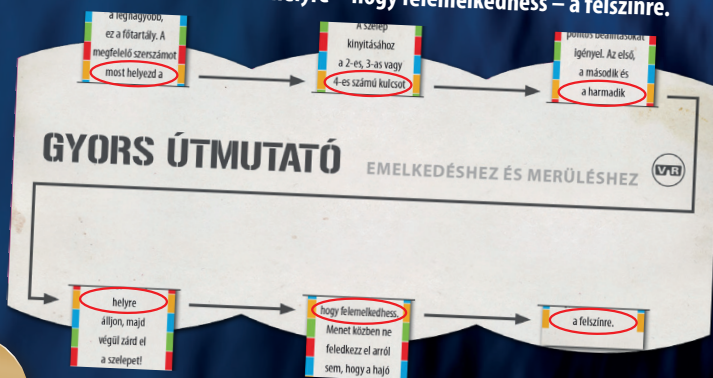 helyre – hogy felemelkedhess – a felszínre.
a legnagyobb,
ez a főtartály. A
megfelelő szerszámot
most helyezd a
A szelep
kinyitásához
a 2-es, 3-as vagy
4-es számú kulcsot
pontos beállításokat
igényel. Az első,
a második és
a harmadik
GYORS ÚTMUTATÓ
EMELKEDÉSHEZ ÉS MERÜLÉSHEZ
VR
helyre
álljon, majd
végül zárd el
a szelepet!
hogy felemelkedhess.
Menet közben ne
feledkezz el arról
sem, hogy a hajó
a felszínre.